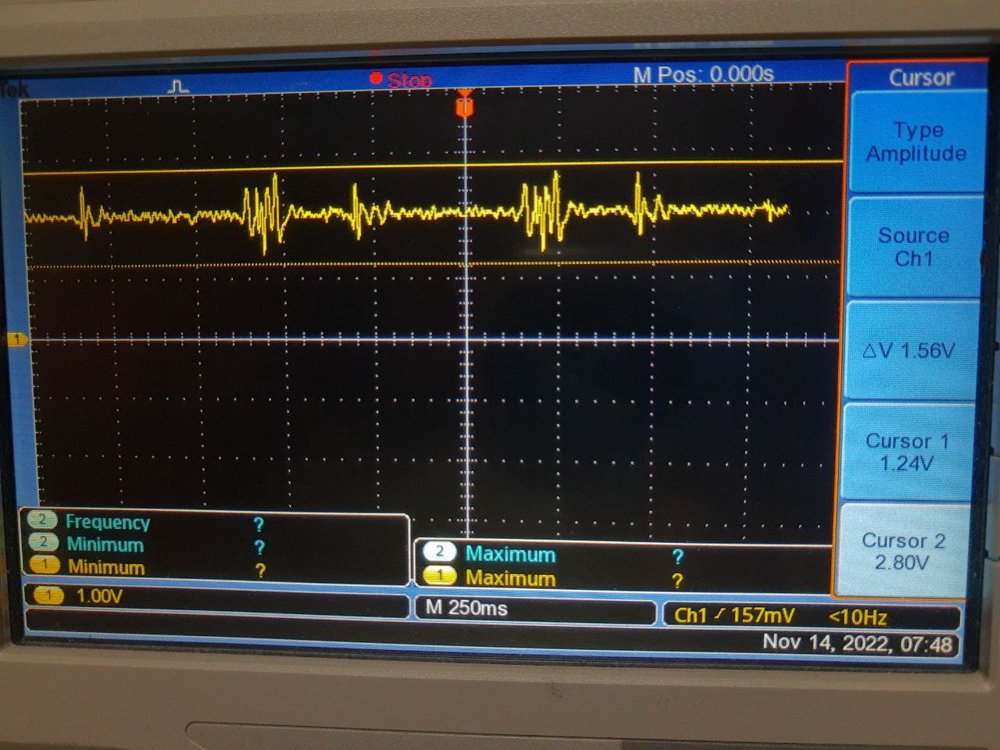 Tek
Stop
M Pos: 0.000s
Cursor
T
Type
Amplitude
Source
Ch1
1
△V 1.56V
Cursor 1
1.24V
Cursor 2
2.80V
2 Frequency ?
2 Minimum ?
1 Minimum ?
2 Maximum ?
1 Maximum ?
1 1.00V
M 250ms
Ch1 157mV <10Hz
Nov 14, 2022, 07:48